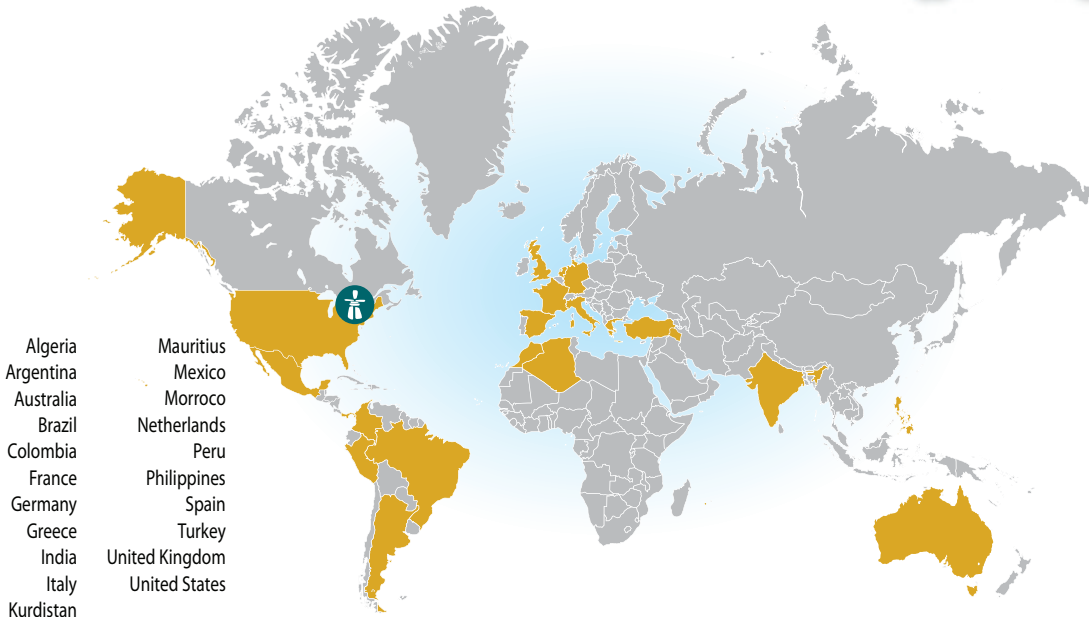 Algeria
Argentina
Australia
Brazil
Colombia
France
Germany
Greece
India
Italy
Kurdistan
Mauritius
Mexico
Morroco
Netherlands
Peru
Philippines
Spain
Turkey
United Kingdom
United States